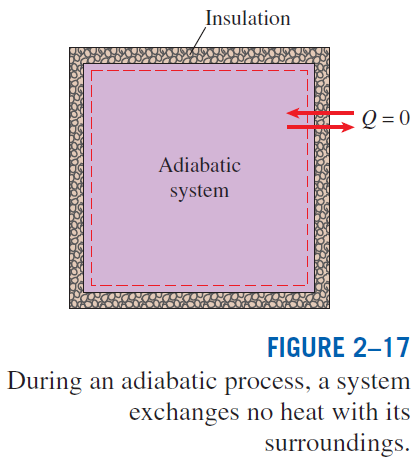 Insulation
Q = 0
Adiabatic
system
FIGURE 2–17
During an adiabatic process, a system
exchanges no heat with its
surroundings.